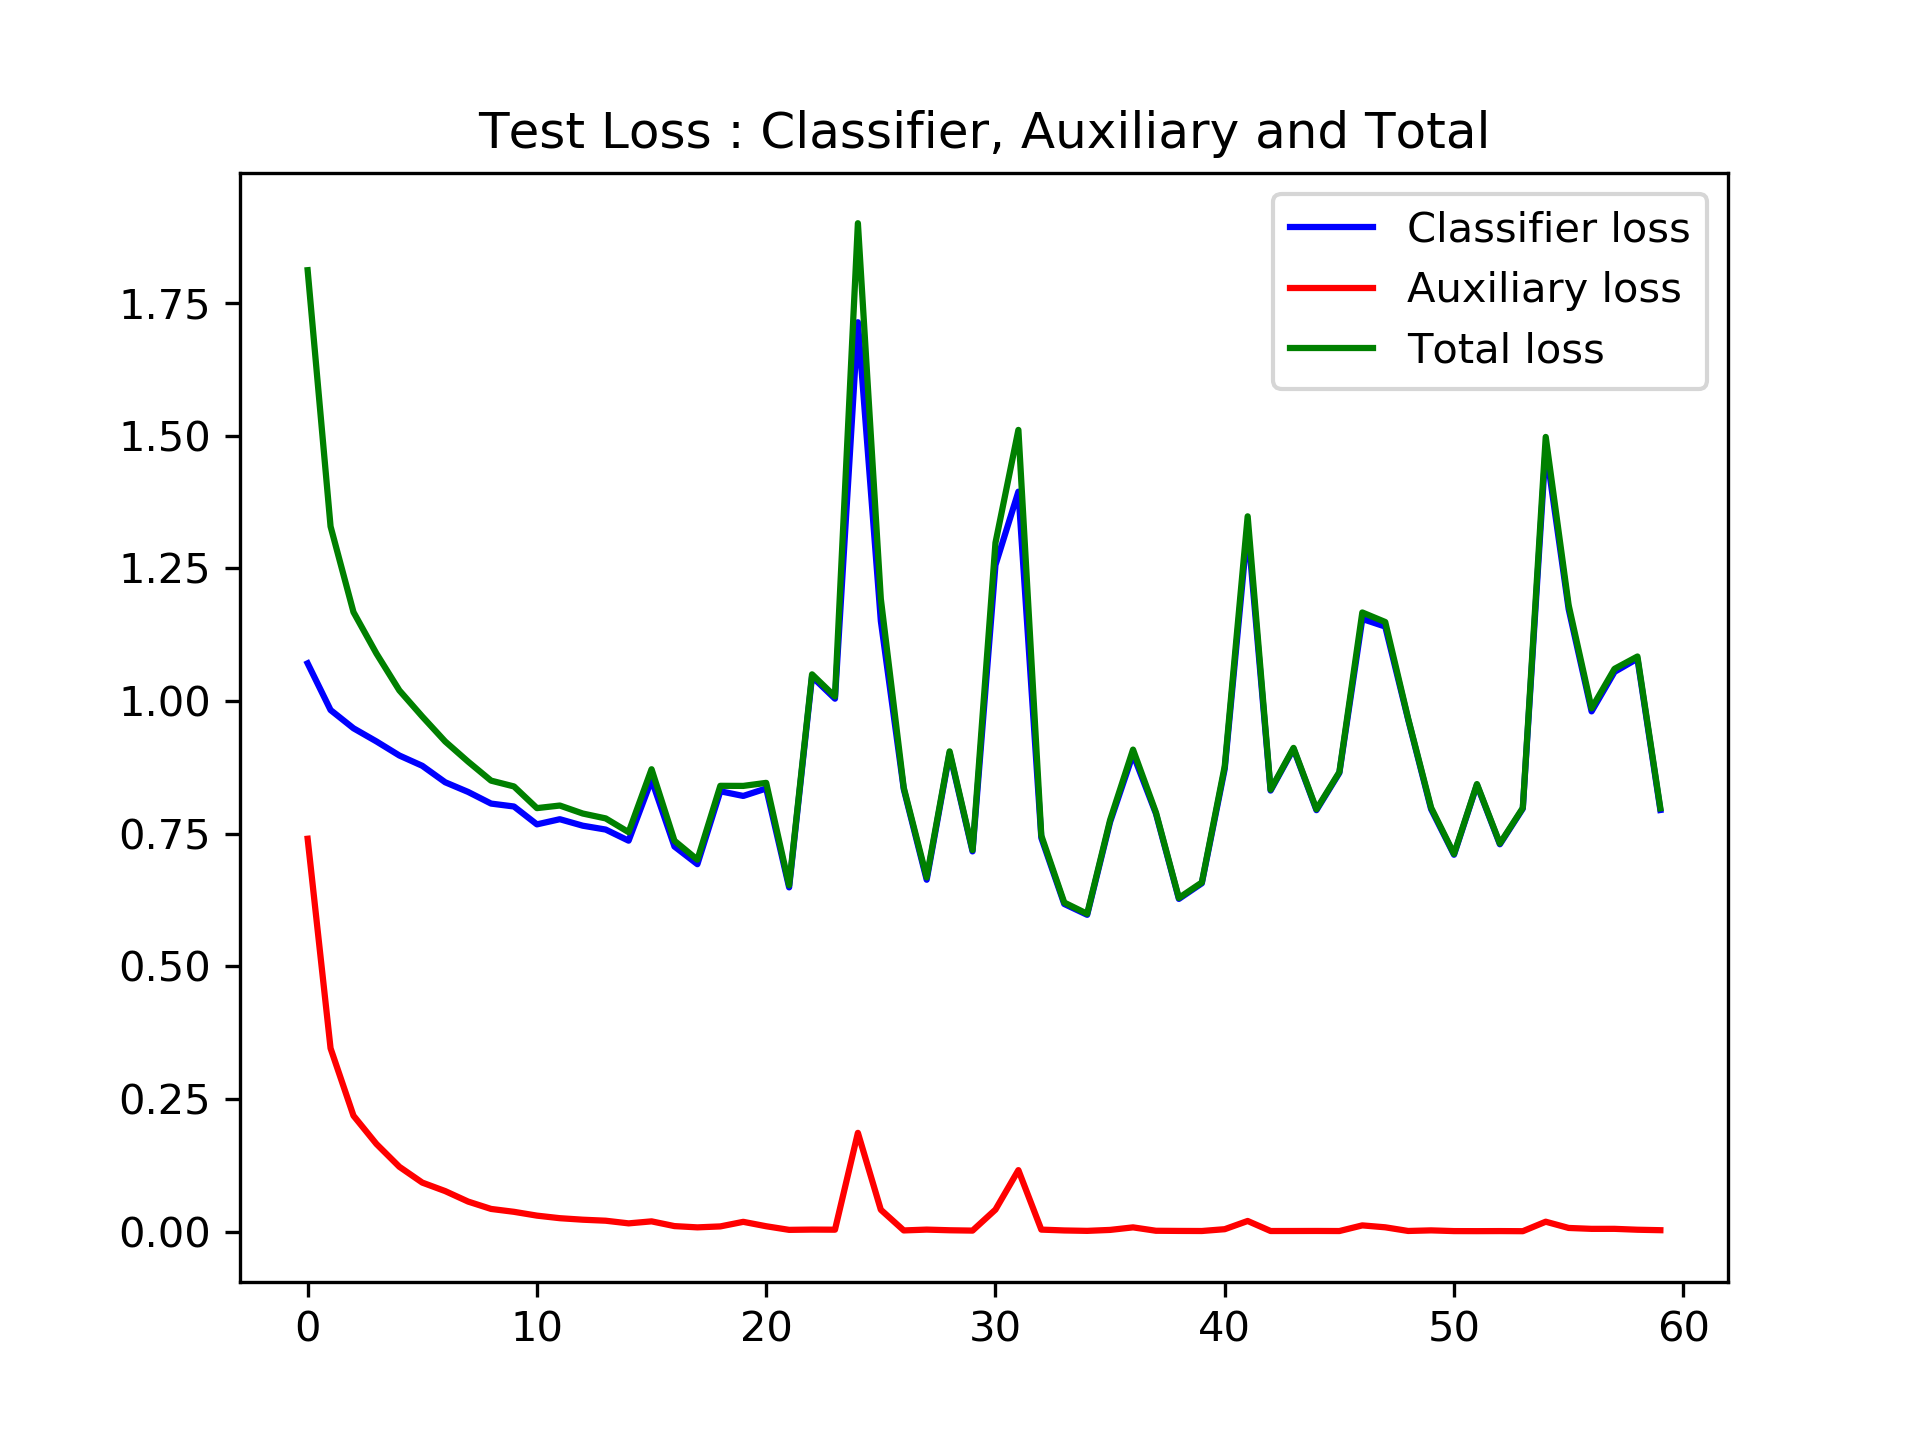 Test Loss : Classifier, Auxiliary and Total
Classifier loss
Auxiliary loss
Total loss
1.75
1.50
1.25
1.00
0.75
0.50
0.25
0.00
0 10 20 30 40 50 60